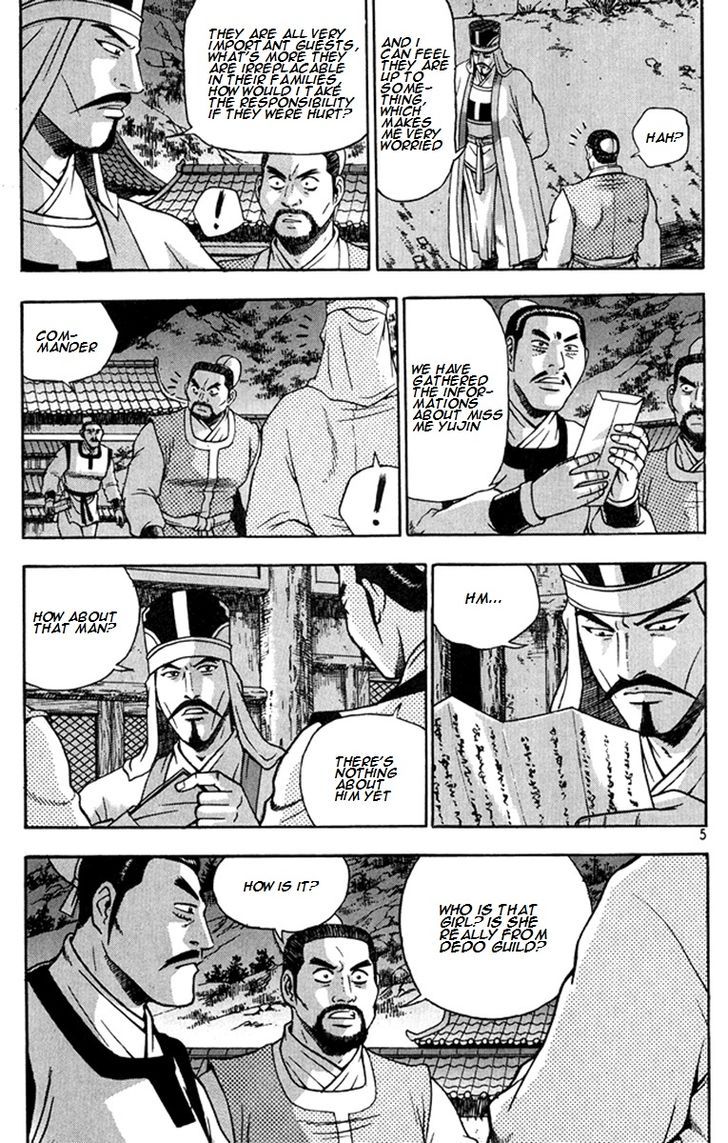 THEY ARE ALL VERY
IMPORTANT GUESTS,
WHAT'S MORE THEY
ARE IRREPLACABLE
IN THEIR FAMILIES,
HOW WOULD I TAKE
THE RESPONSIBILITY
IF THEY WERE HURT?
!
AND I
CAN FEEL
THEY ARE
UP TO
SOME-
THING,
WHICH
MAKES
ME VERY
WORRIED
HAH?
COM-
MANDER
!
WE HAVE
GATHERED
THE INFOR-
MATIONS
ABOUT MISS
ME YUJIN
HOW ABOUT
THAT MAN?
THERE'S
NOTHING
ABOUT
HIM YET
HM...
5
HOW IS IT?
WHO IS THAT
GIRL? IS SHE
REALLY FROM
DEDO GUILD?